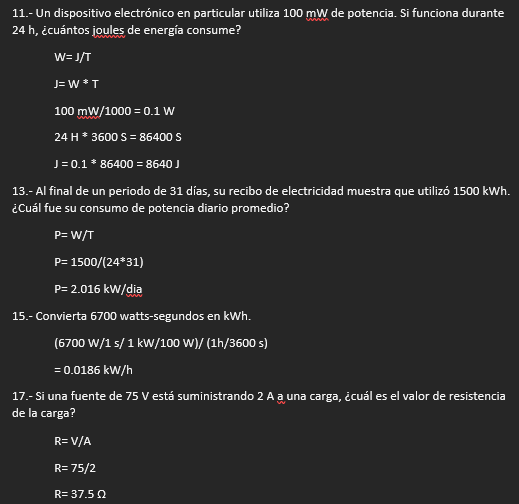 11.- Un dispositivo electrónico en particular utiliza 100 mW de potencia. Si funciona durante
24 h, ¿cuántos joules de energía consume?
W= J/T
J= W * T
100 mW/1000 = 0.1 W
24 H * 3600 S = 86400 S
J = 0.1 * 86400 = 8640 J
13.- Al final de un periodo de 31 días, su recibo de electricidad muestra que utilizó 1500 kWh.
¿Cuál fue su consumo de potencia diario promedio?
P= W/T
P= 1500/(24*31)
P= 2.016 kW/dia
15.- Convierta 6700 watts-segundos en kWh.
(6700 W/1 s/ 1 kW/100 W)/ (1h/3600 s)
= 0.0186 kW/h
17.- Si una fuente de 75 V está suministrando 2 A a una carga, ¿cuál es el valor de resistencia
de la carga?
R= V/A
R= 75/2
R= 37.5 Ω